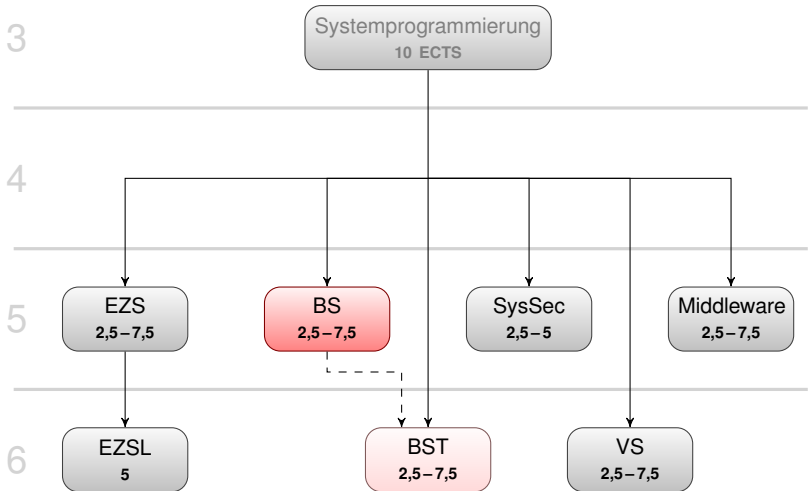 3
Systemprogrammierung
10 ECTS
4
5
EZS
2,5–7,5
BS
2,5–7,5
SysSec
2,5–5
Middleware
2,5–7,5
6
EZSL
5
BST
2,5–7,5
VS
2,5–7,5